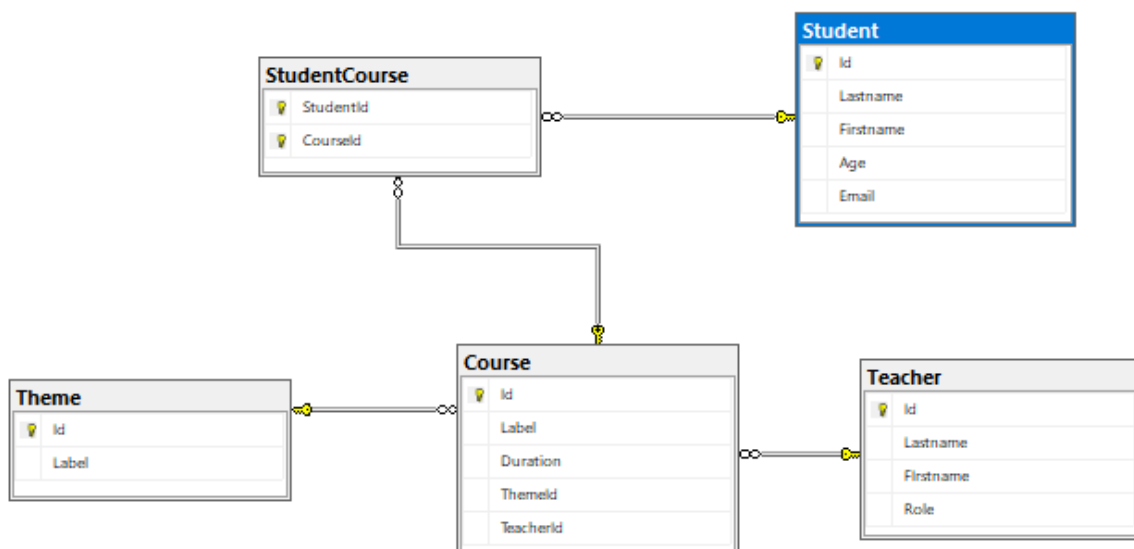 Student
Id
Lastname
Firstname
Age
Email
StudentCourse
StudentId
CourseId
Course
Id
Label
Duration
ThemeId
TeacherId
Theme
Id
Label
Teacher
Id
Lastname
Firstname
Role